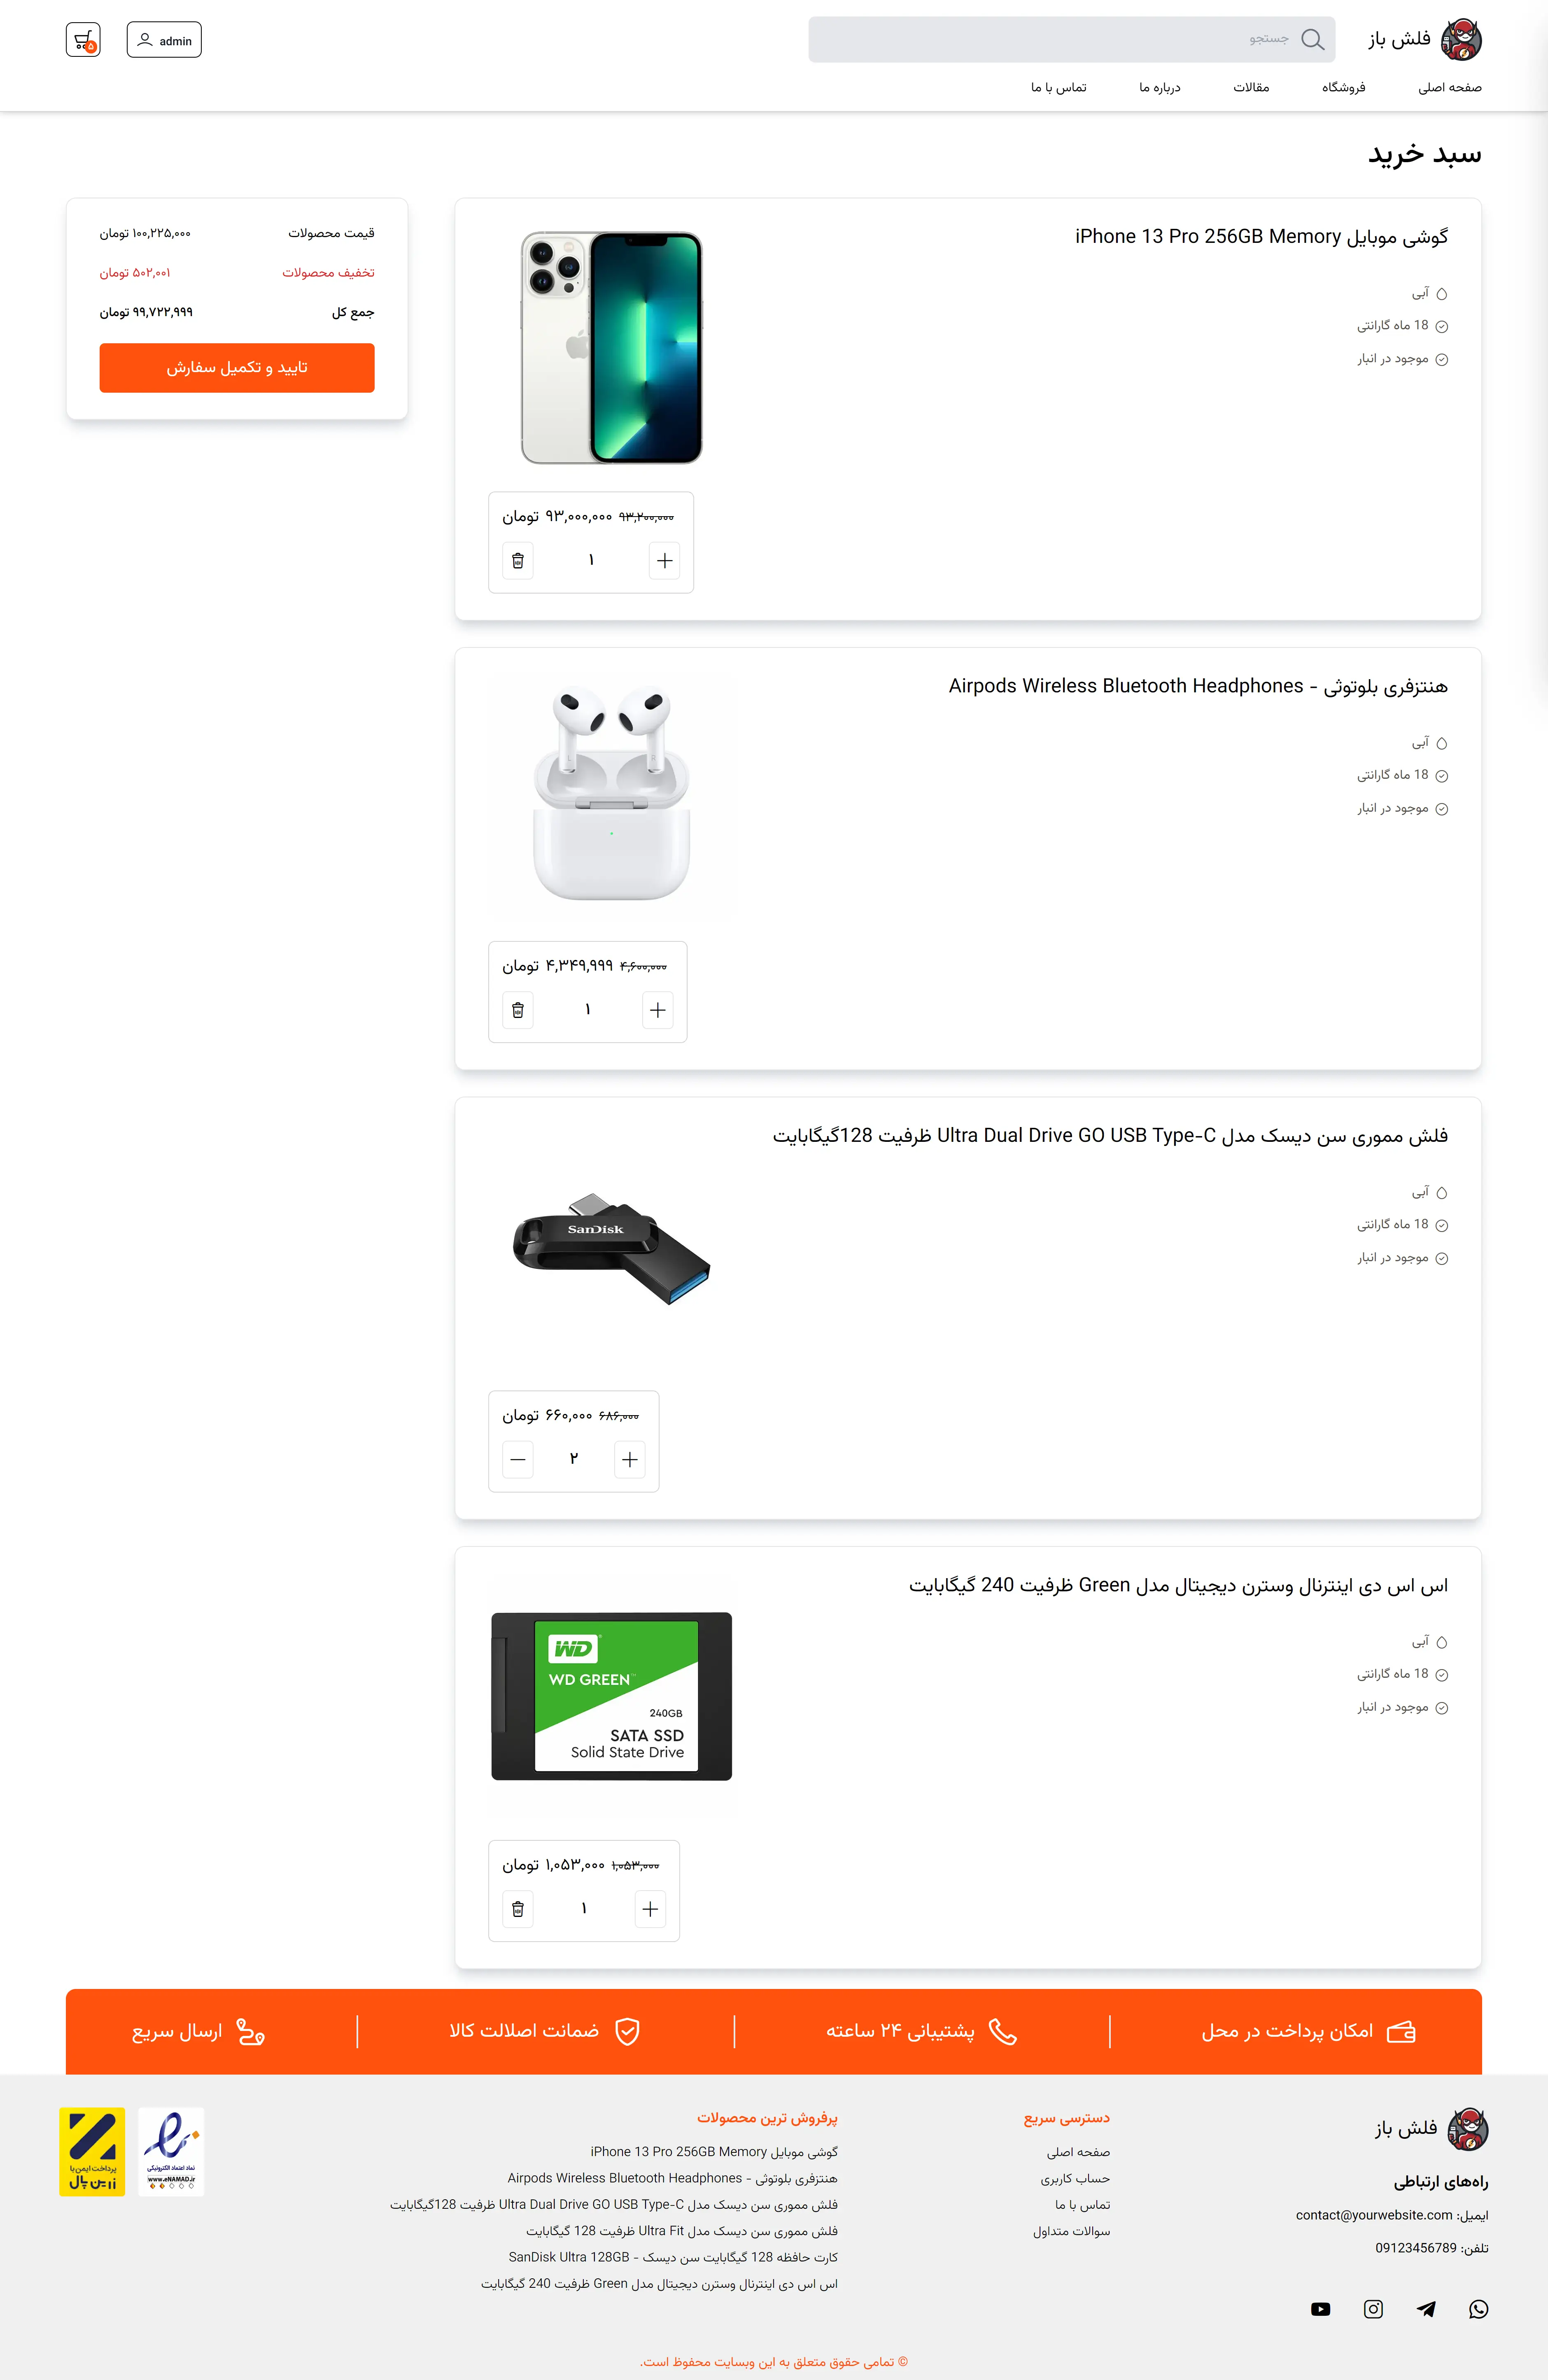 فلش باز
جستجو
admin
۵
صفحه اصلی
فروشگاه
مقالات
درباره ما
تماس با ما
سبد خرید
گوشی موبایل iPhone 13 Pro 256GB Memory
آبی
18 ماه گارانتی
موجود در انبار
۹۳,۲۰۰,۰۰۰ ۹۳,۰۰۰,۰۰۰ تومان
۱
هنتزفری بلوتوثی - Airpods Wireless Bluetooth Headphones
آبی
18 ماه گارانتی
موجود در انبار
L R
۴,۶۰۰,۰۰۰ ۴,۳۴۹,۹۹۹ تومان
۱
فلش مموری سن دیسک مدل Ultra Dual Drive GO USB Type-C ظرفیت 128گیگابایت
آبی
18 ماه گارانتی
موجود در انبار
SanDisk
۶۸۶,۰۰۰ ۶۶۰,۰۰۰ تومان
۲
اس اس دی اینترنال وسترن دیجیتال مدل Green ظرفیت 240 گیگابایت
آبی
18 ماه گارانتی
موجود در انبار
WD
WD GREEN™
240GB
SATA SSD
Solid State Drive
۱,۰۵۳,۰۰۰ ۱,۰۵۳,۰۰۰ تومان
۱
قیمت محصولات ۱۰۰,۲۲۵,۰۰۰ تومان
تخفیف محصولات ۵۰۲,۰۰۱ تومان
جمع کل ۹۹,۷۲۲,۹۹۹ تومان
تایید و تکمیل سفارش
امکان پرداخت در محل
پشتیبانی ۲۴ ساعته
ضمانت اصلالت کالا
ارسال سریع
فلش باز
راه‌های ارتباطی
ایمیل: contact@yourwebsite.com
تلفن: 09123456789
دسترسی سریع
صفحه اصلی
حساب کاربری
تماس با ما
سوالات متداول
پرفروش ترین محصولات
گوشی موبایل iPhone 13 Pro 256GB Memory
هنتزفری بلوتوثی - Airpods Wireless Bluetooth Headphones
فلش مموری سن دیسک مدل Ultra Dual Drive GO USB Type-C ظرفیت 128گیگابایت
فلش مموری سن دیسک مدل Ultra Fit ظرفیت 128 گیگابایت
کارت حافظه 128 گیگابایت سن دیسک - SanDisk Ultra 128GB
اس اس دی اینترنال وسترن دیجیتال مدل Green ظرفیت 240 گیگابایت
نماد اعتماد الکترونیکی
www.eNAMAD.ir
پرداخت ایمن با
زرین پال
© تمامی حقوق متعلق به این وبسایت محفوظ است.